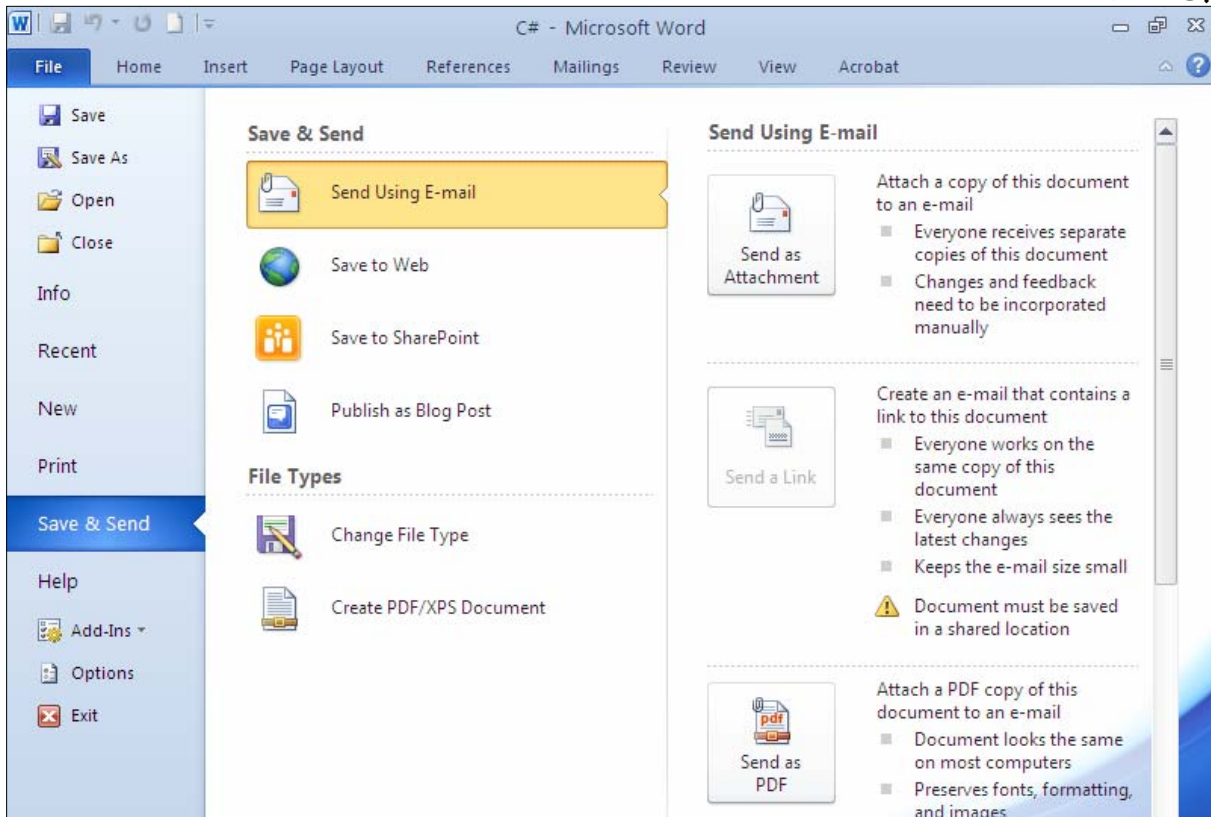 C# - Microsoft Word
File Home Insert Page Layout References Mailings Review View Acrobat
Save
Save As
Open
Close
Info
Recent
New
Print
Save & Send
Help
Add-Ins
Options
Exit
Save & Send
Send Using E-mail
Save to Web
Save to SharePoint
Publish as Blog Post
File Types
Change File Type
Create PDF/XPS Document
Send Using E-mail
Send as
Attachment
Attach a copy of this document
to an e-mail
Everyone receives separate
copies of this document
Changes and feedback
need to be incorporated
manually
Send a Link
Create an e-mail that contains a
link to this document
Everyone works on the
same copy of this
document
Everyone always sees the
latest changes
Keeps the e-mail size small
Document must be saved
in a shared location
pdf
Send as
PDF
Attach a PDF copy of this
document to an e-mail
Document looks the same
on most computers
Preserves fonts, formatting,
and images